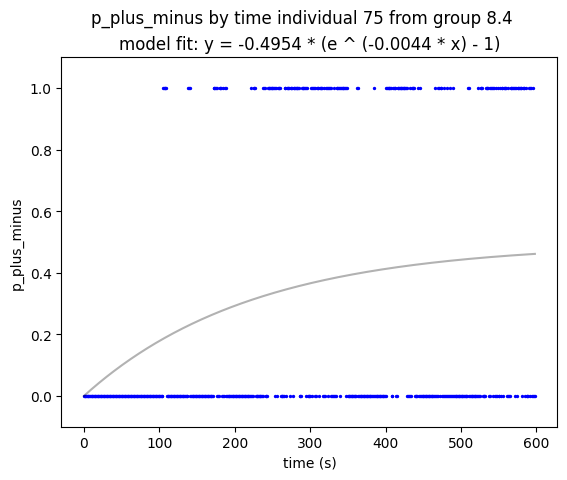 p_plus_minus by time individual 75 from group 8.4
model fit: y = -0.4954 * (e ^ (-0.0044 * x) - 1)
1.0
0.8
0.6
0.4
0.2
0.0
p_plus_minus
0 100 200 300 400 500 600
time (s)